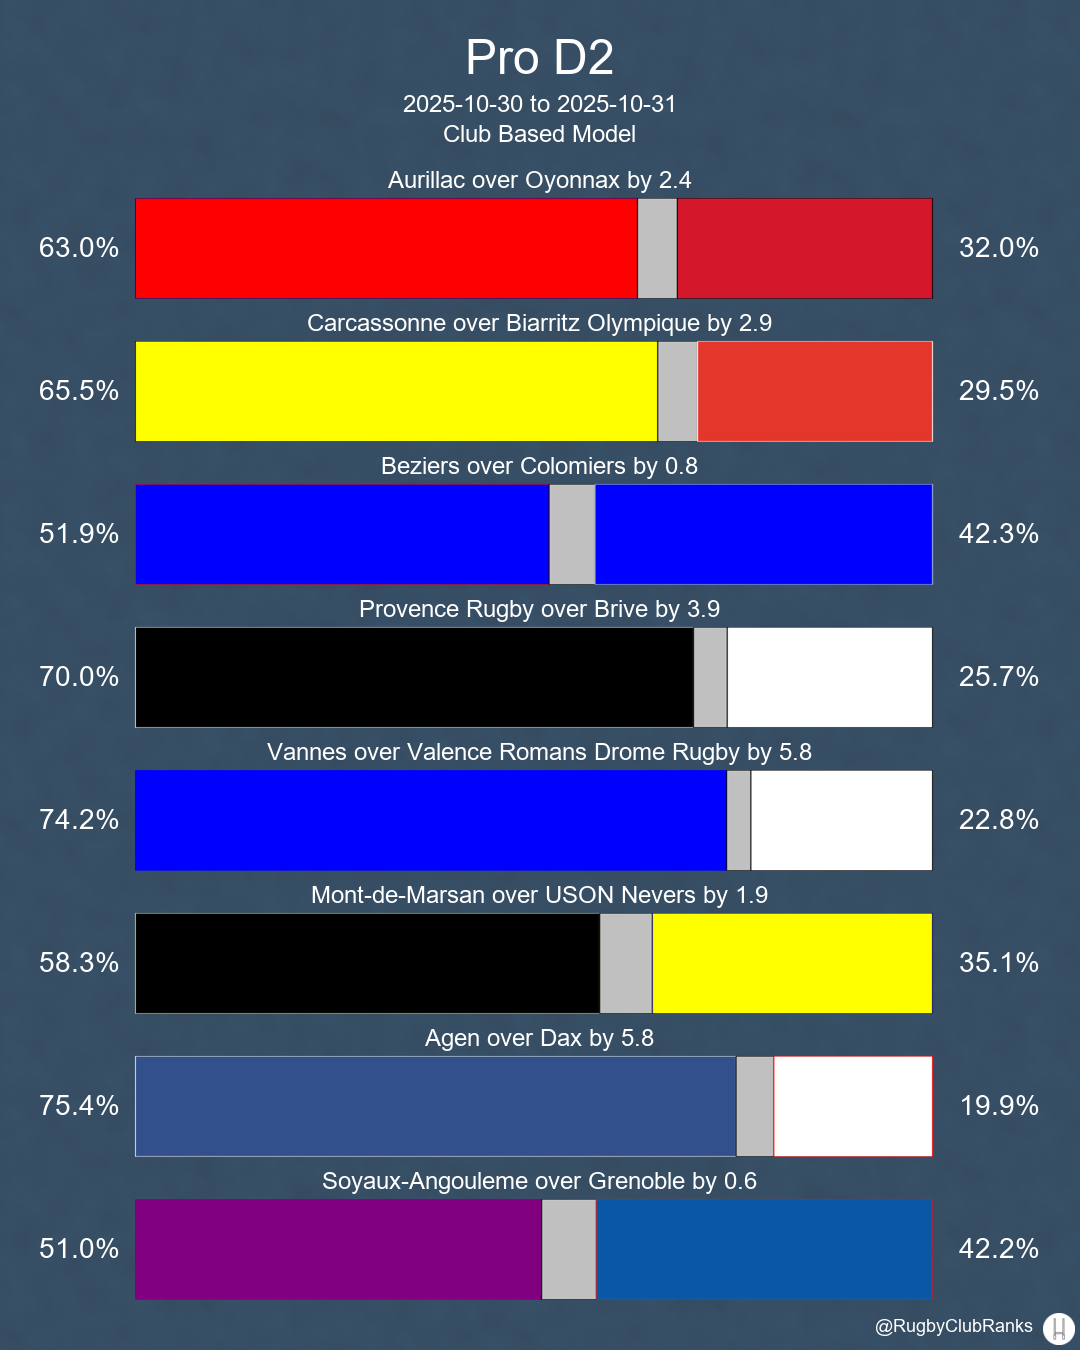 Pro D2
2025-10-30 to 2025-10-31
Club Based Model
Aurillac over Oyonnax by 2.4
63.0%
32.0%
Carcassonne over Biarritz Olympique by 2.9
65.5%
29.5%
Beziers over Colomiers by 0.8
51.9%
42.3%
Provence Rugby over Brive by 3.9
70.0%
25.7%
Vannes over Valence Romans Drome Rugby by 5.8
74.2%
22.8%
Mont-de-Marsan over USON Nevers by 1.9
58.3%
35.1%
Agen over Dax by 5.8
75.4%
19.9%
Soyaux-Angouleme over Grenoble by 0.6
51.0%
42.2%
@RugbyClubRanks